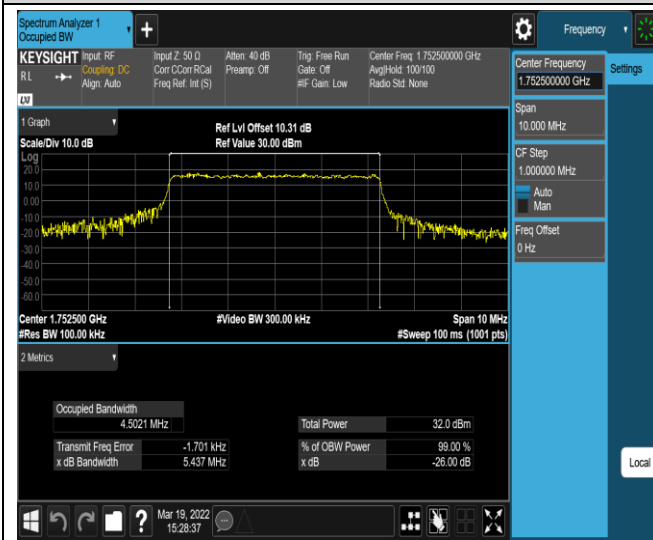 Spectrum Analyzer 1
Occupied BW
+
Frequency
KEYSIGHT
R L
LXI
Input: RF
Coupling: DC
Align: Auto
Input Z: 50 Ω
Corr CCorr RCal
Freq Ref: Int (S)
Atten: 40 dB
Preamp: Off
Trig: Free Run
Gate: Off
#IF Gain: Low
Center Freq: 1.752500000 GHz
Avg|Hold: 100/100
Radio Std: None
Center Frequency
1.752500000 GHz
Settings
Span
10.000 MHz
CF Step
1.000000 MHz
Auto
Man
Freq Offset
0 Hz
1 Graph
Scale/Div 10.0 dB
Ref Lvl Offset 10.31 dB
Ref Value 30.00 dBm
Log
20.0
10.0
0.00
-10.0
-20.0
-30.0
-40.0
-50.0
-60.0
Center 1.752500 GHz
#Res BW 100.00 kHz
#Video BW 300.00 kHz
Span 10 MHz
#Sweep 100 ms (1001 pts)
2 Metrics
Occupied Bandwidth
4.5021 MHz
Total Power 32.0 dBm
Transmit Freq Error -1.701 kHz
% of OBW Power 99.00 %
x dB Bandwidth 5.437 MHz
x dB -26.00 dB
Local
?
Mar 19, 2022
15:28:37